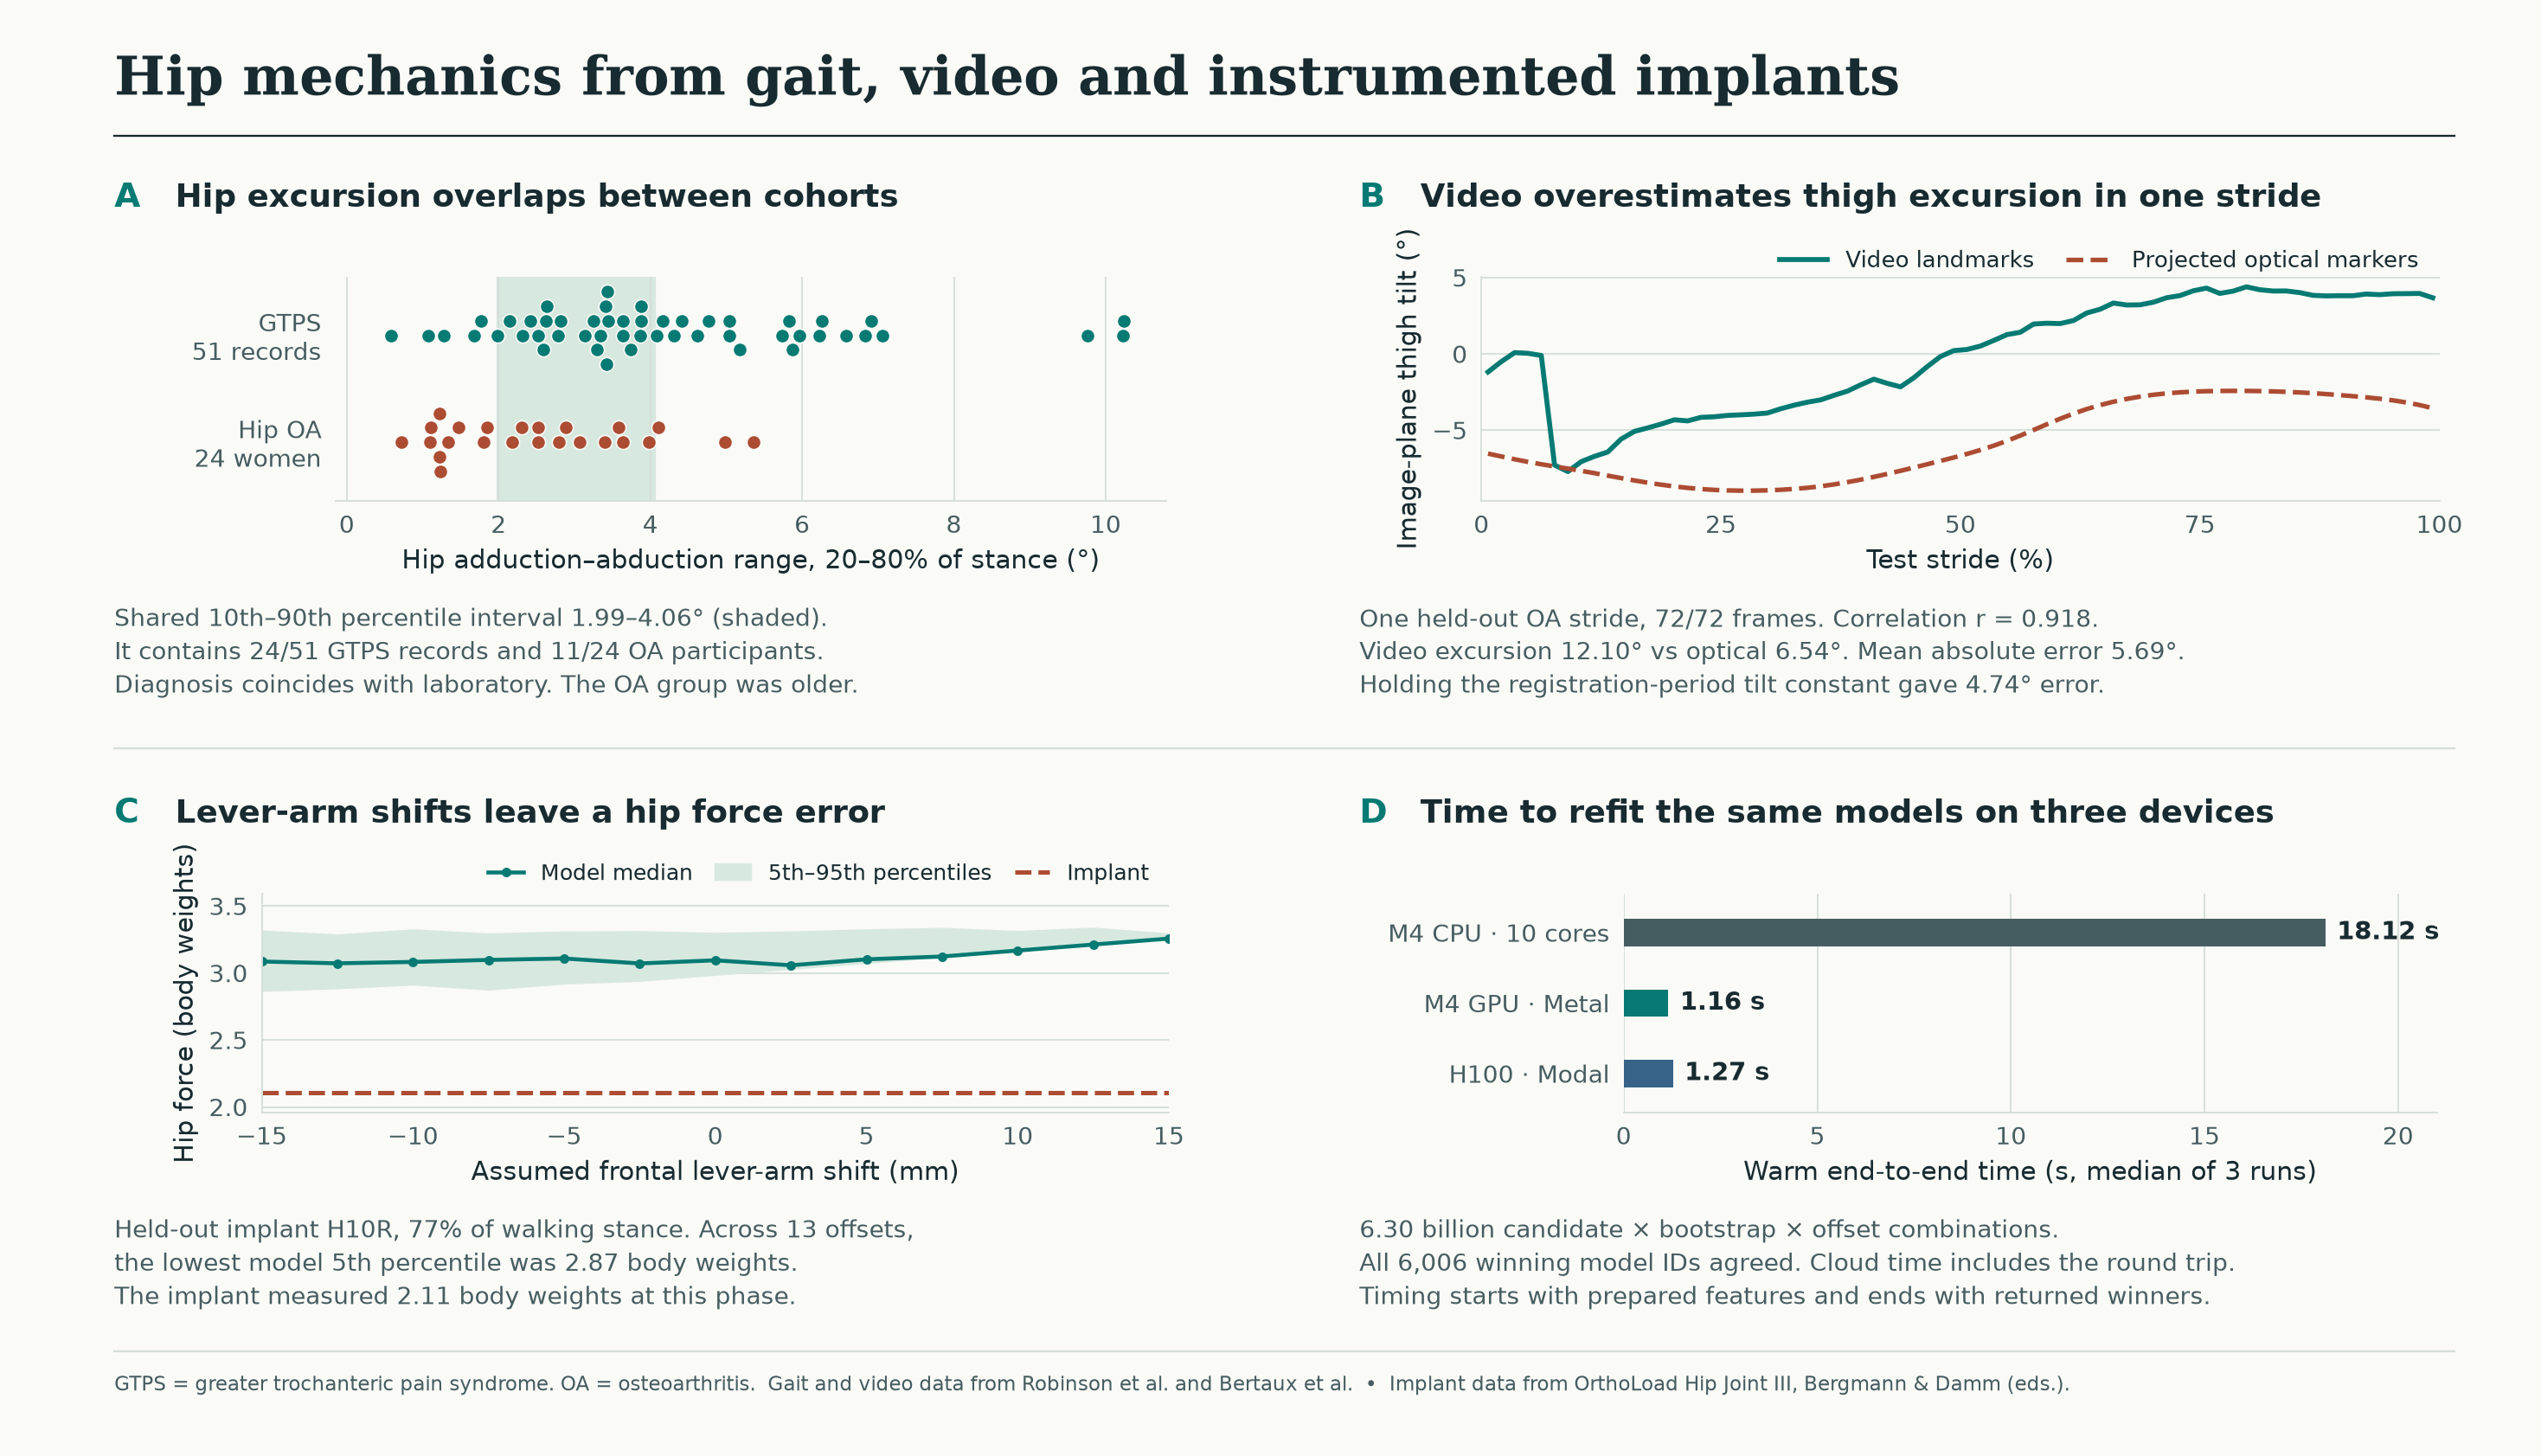 Hip mechanics from gait, video and instrumented implants
A Hip excursion overlaps between cohorts
GTPS
51 records
Hip OA
24 women
0 2 4 6 8 10
Hip adduction–abduction range, 20–80% of stance (°)
Shared 10th–90th percentile interval 1.99–4.06° (shaded).
It contains 24/51 GTPS records and 11/24 OA participants.
Diagnosis coincides with laboratory. The OA group was older.
B Video overestimates thigh excursion in one stride
Video landmarks Projected optical markers
Image-plane thigh tilt (°)
5
0
−5
0 25 50 75 100
Test stride (%)
One held-out OA stride, 72/72 frames. Correlation r = 0.918.
Video excursion 12.10° vs optical 6.54°. Mean absolute error 5.69°.
Holding the registration-period tilt constant gave 4.74° error.
C Lever-arm shifts leave a hip force error
Model median 5th–95th percentiles Implant
Hip force (body weights)
3.5
3.0
2.5
2.0
−15 −10 −5 0 5 10 15
Assumed frontal lever-arm shift (mm)
Held-out implant H10R, 77% of walking stance. Across 13 offsets,
the lowest model 5th percentile was 2.87 body weights.
The implant measured 2.11 body weights at this phase.
D Time to refit the same models on three devices
M4 CPU · 10 cores 18.12 s
M4 GPU · Metal 1.16 s
H100 · Modal 1.27 s
0 5 10 15 20
Warm end-to-end time (s, median of 3 runs)
6.30 billion candidate × bootstrap × offset combinations.
All 6,006 winning model IDs agreed. Cloud time includes the round trip.
Timing starts with prepared features and ends with returned winners.
GTPS = greater trochanteric pain syndrome. OA = osteoarthritis. Gait and video data from Robinson et al. and Bertaux et al. • Implant data from OrthoLoad Hip Joint III, Bergmann & Damm (eds.).